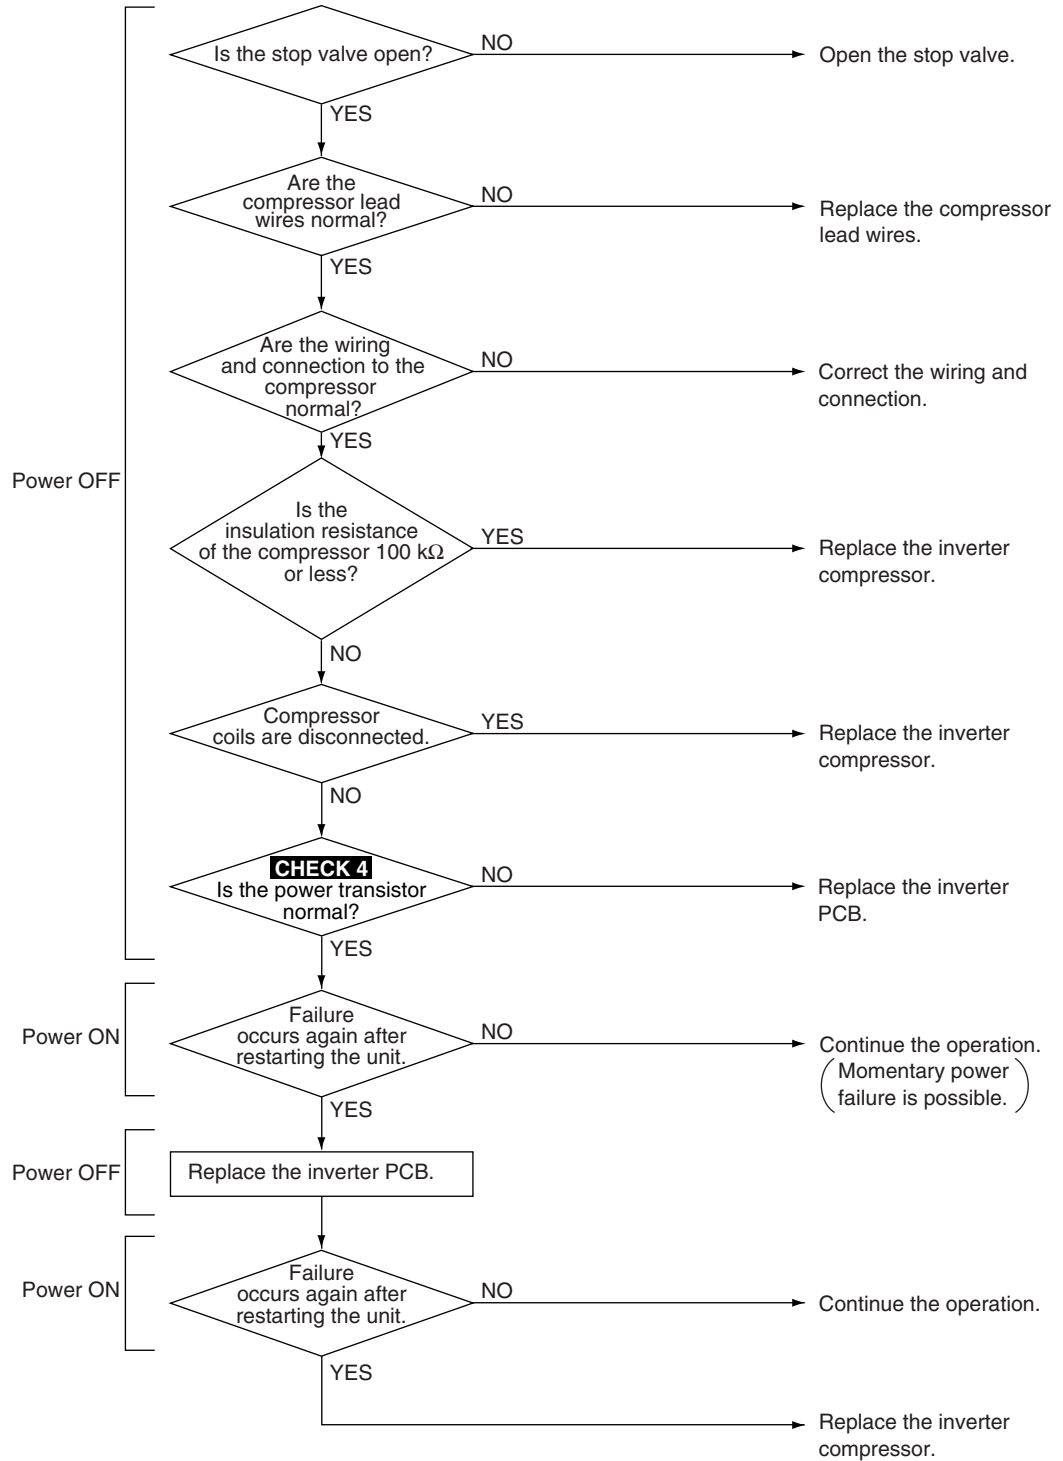 Is the stop valve open?
NO
Open the stop valve.
YES
Are the
compressor lead
wires normal?
NO
Replace the compressor
lead wires.
YES
Are the wiring
and connection to the
compressor
normal?
NO
Correct the wiring and
connection.
YES
Power OFF
Is the
insulation resistance
of the compressor 100 kΩ
or less?
YES
Replace the inverter
compressor.
NO
Compressor
coils are disconnected.
YES
Replace the inverter
compressor.
NO
CHECK 4
Is the power transistor
normal?
NO
Replace the inverter
PCB.
YES
Power ON
Failure
occurs again after
restarting the unit.
NO
Continue the operation.
(Momentary power
failure is possible.)
YES
Power OFF
Replace the inverter PCB.
Power ON
Failure
occurs again after
restarting the unit.
NO
Continue the operation.
YES
Replace the inverter
compressor.